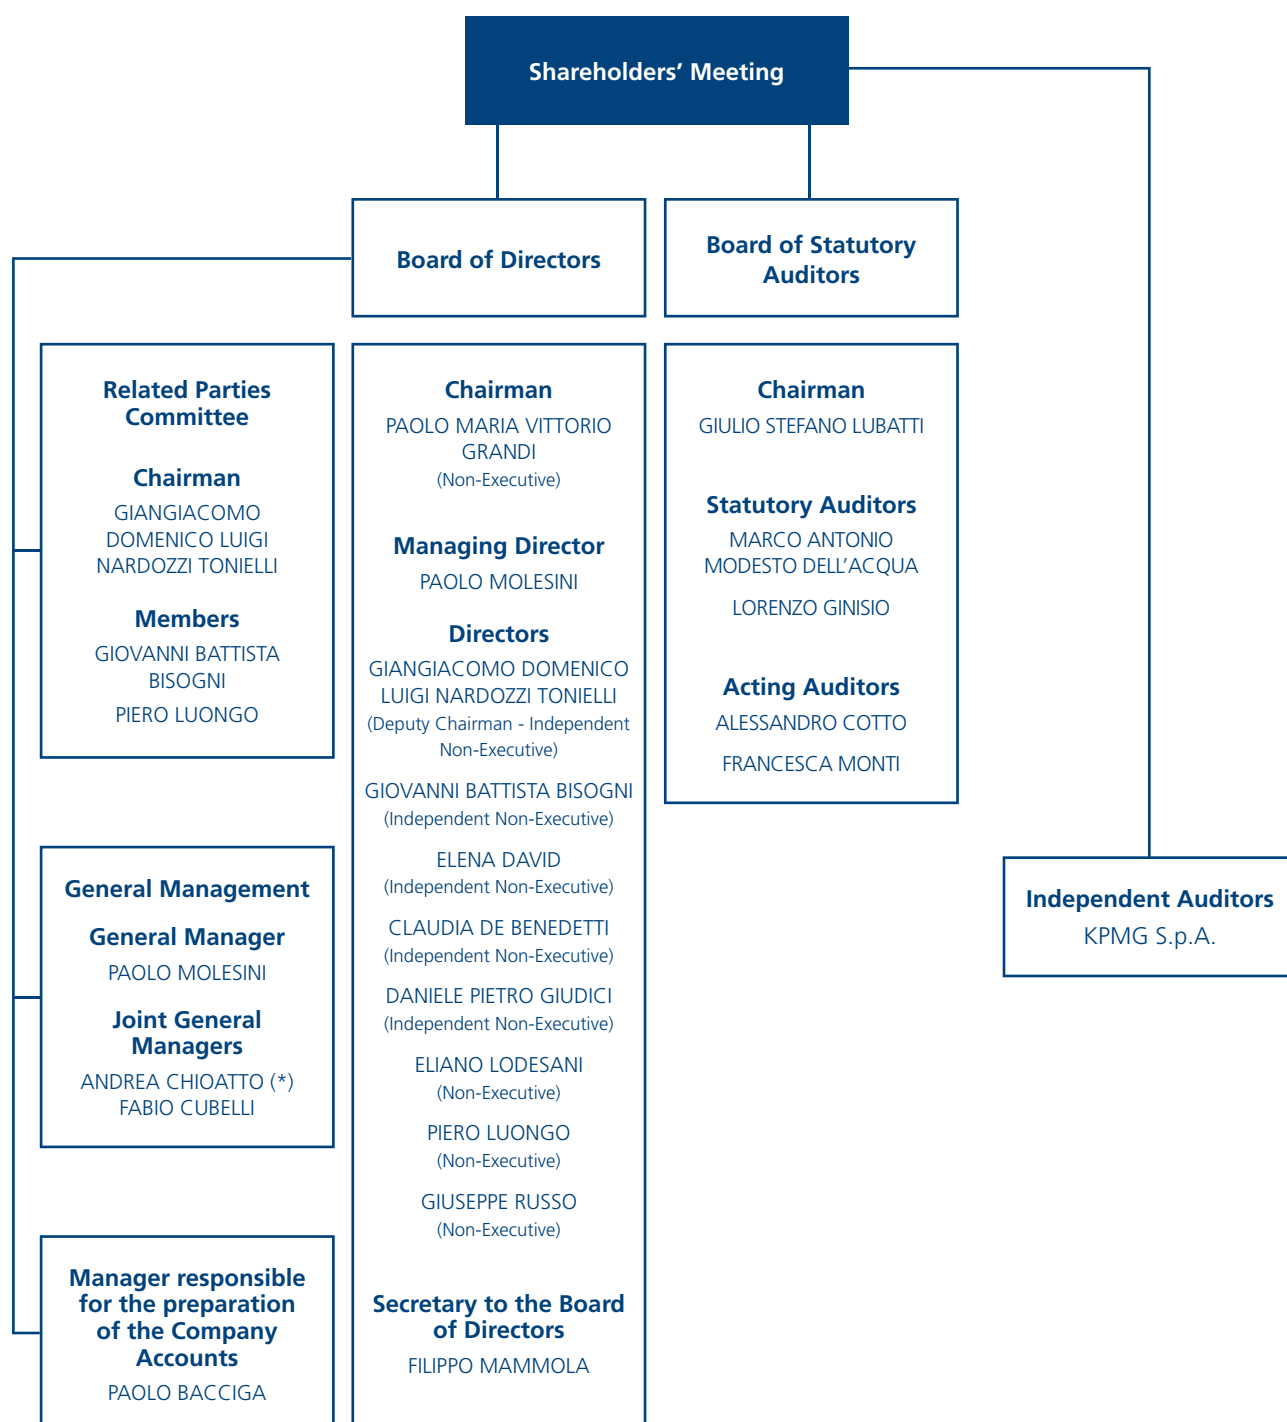 Shareholders’ Meeting
Board of Directors
Board of Statutory
Auditors
Related Parties
Committee
Chairman
GIANGIACOMO
DOMENICO LUIGI
NARDOZZI TONIELLI
Members
GIOVANNI BATTISTA
BISOGNI
PIERO LUONGO
General Management
General Manager
PAOLO MOLESINI
Joint General
Managers
ANDREA CHIOATTO (*)
FABIO CUBELLI
Manager responsible
for the preparation
of the Company
Accounts
PAOLO BACCIGA
Chairman
PAOLO MARIA VITTORIO
GRANDI
(Non-Executive)
Managing Director
PAOLO MOLESINI
Directors
GIANGIACOMO DOMENICO
LUIGI NARDOZZI TONIELLI
(Deputy Chairman - Independent
Non-Executive)
GIOVANNI BATTISTA BISOGNI
(Independent Non-Executive)
ELENA DAVID
(Independent Non-Executive)
CLAUDIA DE BENEDETTI
(Independent Non-Executive)
DANIELE PIETRO GIUDICI
(Independent Non-Executive)
ELIANO LODESANI
(Non-Executive)
PIERO LUONGO
(Non-Executive)
GIUSEPPE RUSSO
(Non-Executive)
Secretary to the Board
of Directors
FILIPPO MAMMOLA
Chairman
GIULIO STEFANO LUBATTI
Statutory Auditors
MARCO ANTONIO
MODESTO DELL’ACQUA
LORENZO GINISIO
Acting Auditors
ALESSANDRO COTTO
FRANCESCA MONTI
Independent Auditors
KPMG S.p.A.